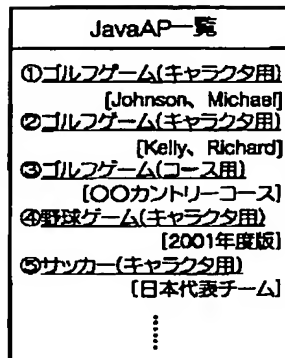 JavaAP一覧
①ゴルフゲーム(キャラクタ用)
[Johnson、Michael]
②ゴルフゲーム(キャラクタ用)
[Kelly、Richard]
③ゴルフゲーム(コース用)
[〇〇カントリーコース]
④野球ゲーム(キャラクタ用)
[2001年度版]
⑤サッカー(キャラクタ用)
[日本代表チーム]